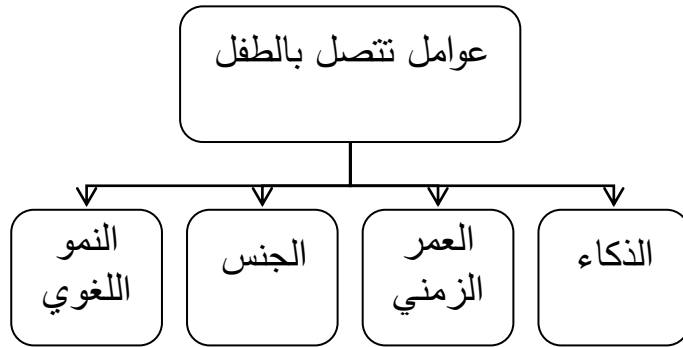 عوامل تتصل بالطفل
الذكاء
العمر
الزمني
الجنس
النمو
اللغوي